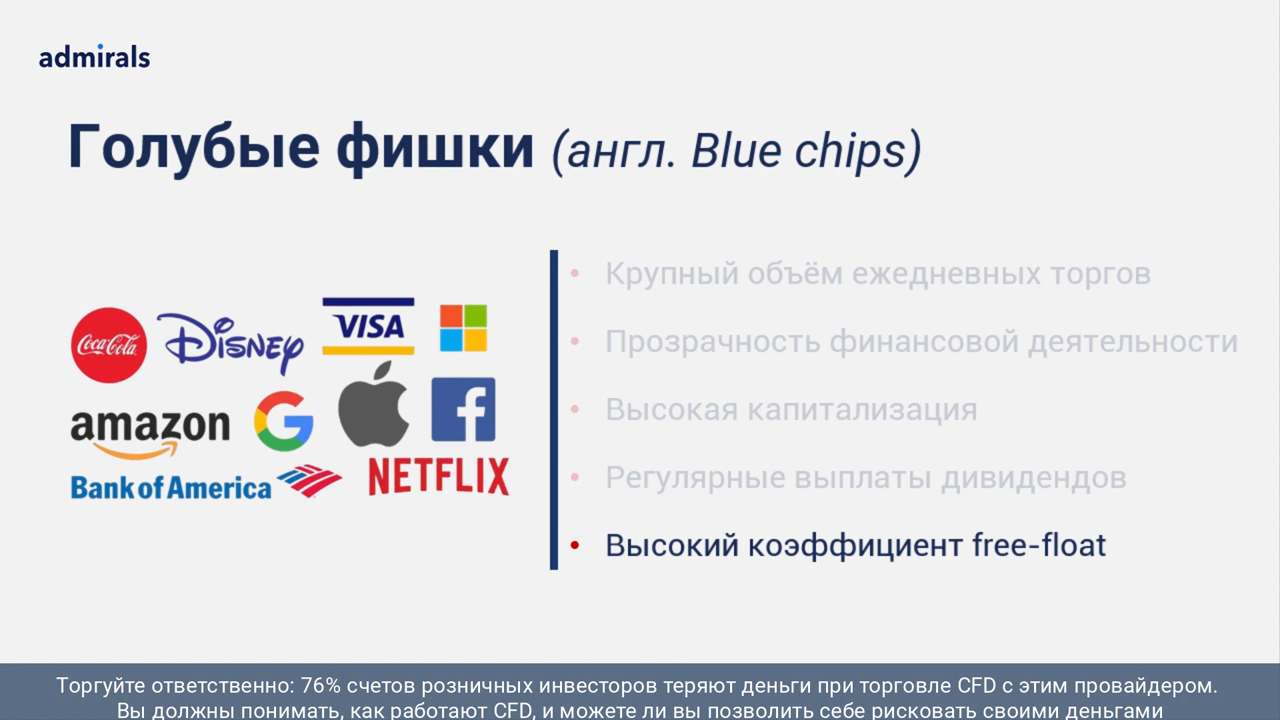 admirals
Голубые фишки (англ. Blue chips)
Coca-Cola
Disney
VISA
amazon
G
f
Bank of America
NETFLIX
• Крупный объём ежедневных торгов
• Прозрачность финансовой деятельности
• Высокая капитализация
• Регулярные выплаты дивидендов
• Высокий коэффициент free-float
Торгуйте ответственно: 76% счетов розничных инвесторов теряют деньги при торговле CFD с этим провайдером.
Вы должны понимать, как работают CFD, и можете ли вы позволить себе рисковать своими деньгами